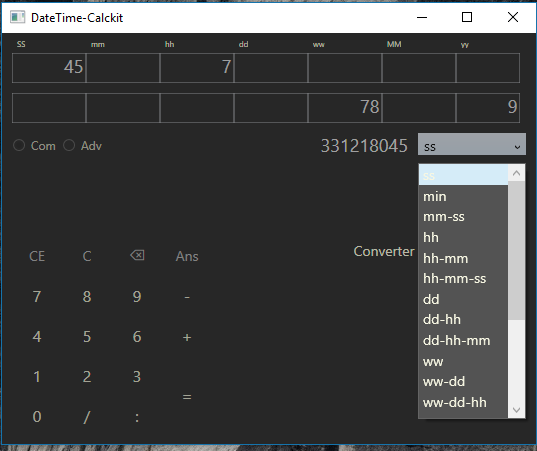 DateTime-Calckit
SS mm hh dd ww MM yy
45 7
78 9
Com Adv 331218045 ss
ss
min
mm-ss
hh
Converter
hh-mm
hh-mm-ss
dd
dd-hh
dd-hh-mm
ww
ww-dd
ww-dd-hh
CE C Ans
7 8 9 -
4 5 6 +
1 2 3
=
0 / :